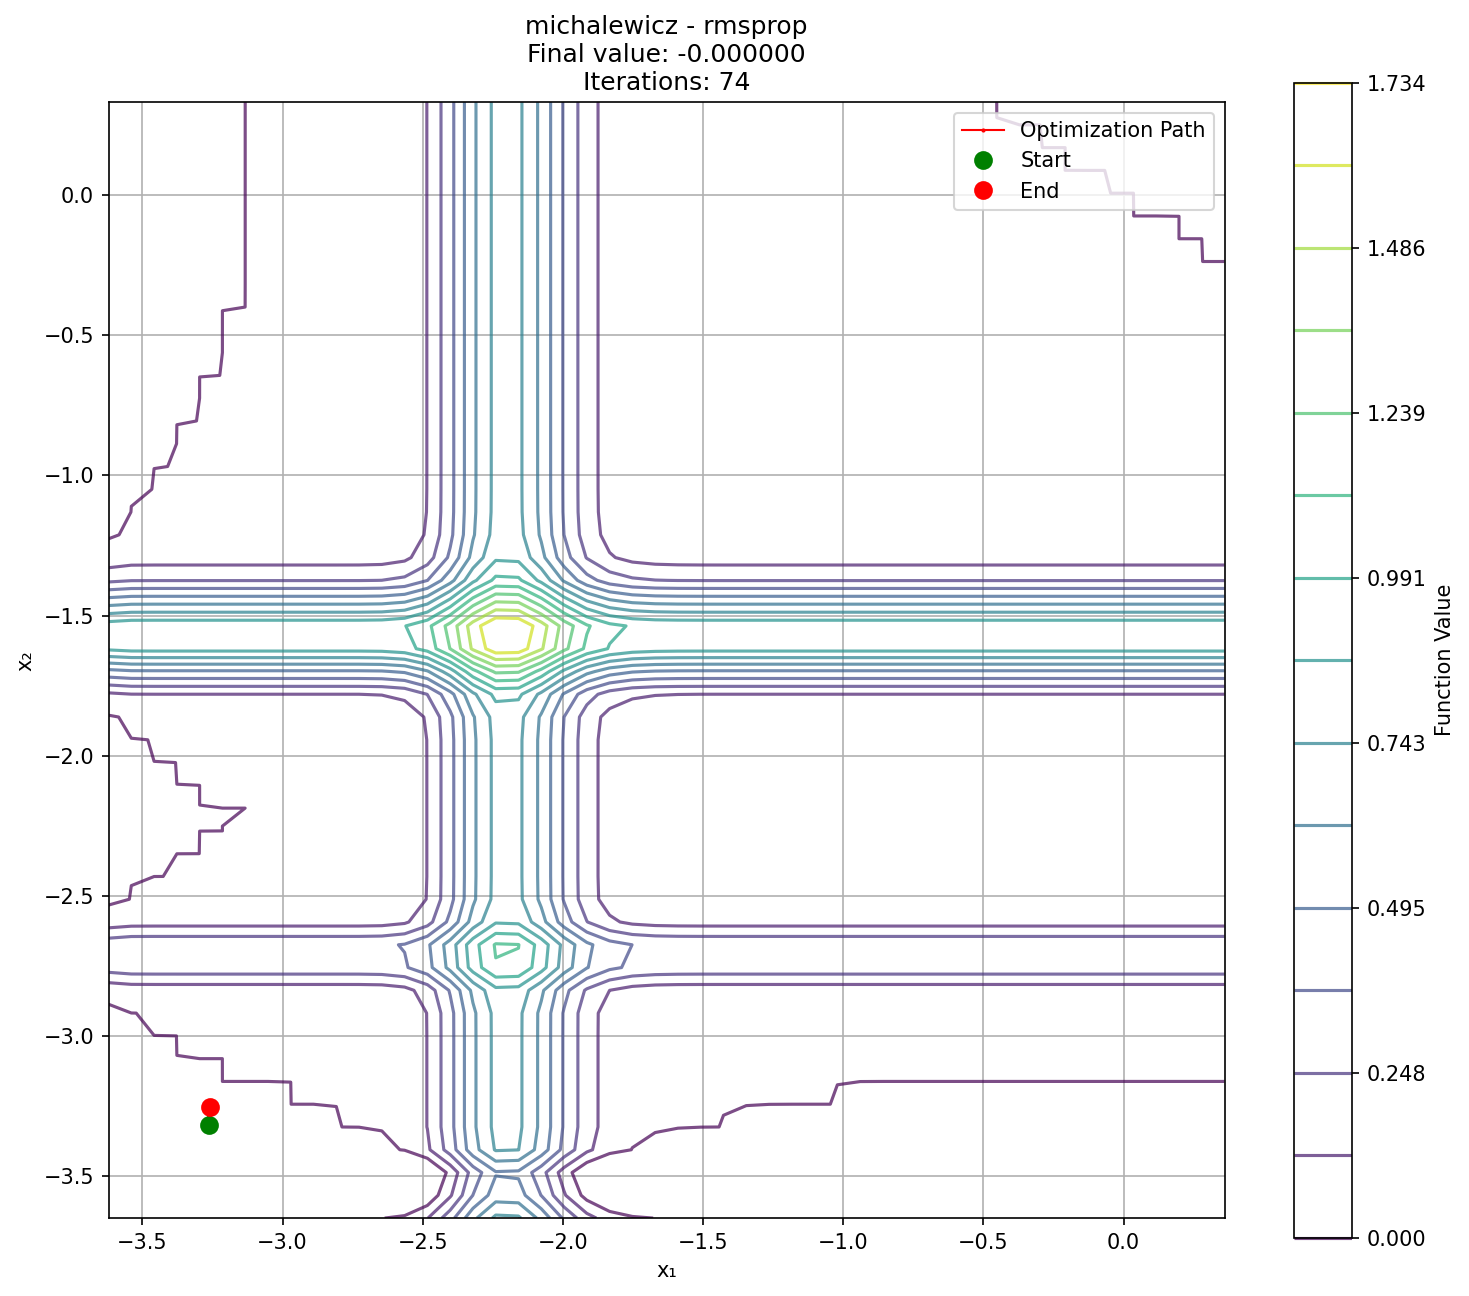 michalewicz - rmsprop
Final value: -0.000000
Iterations: 74
Optimization Path
Start
End
0.0
−0.5
−1.0
−1.5
−2.0
−2.5
−3.0
−3.5
x₂
−3.5
−3.0
−2.5
−2.0
−1.5
−1.0
−0.5
0.0
x₁
1.734
1.486
1.239
0.991
0.743
0.495
0.248
0.000
Function Value